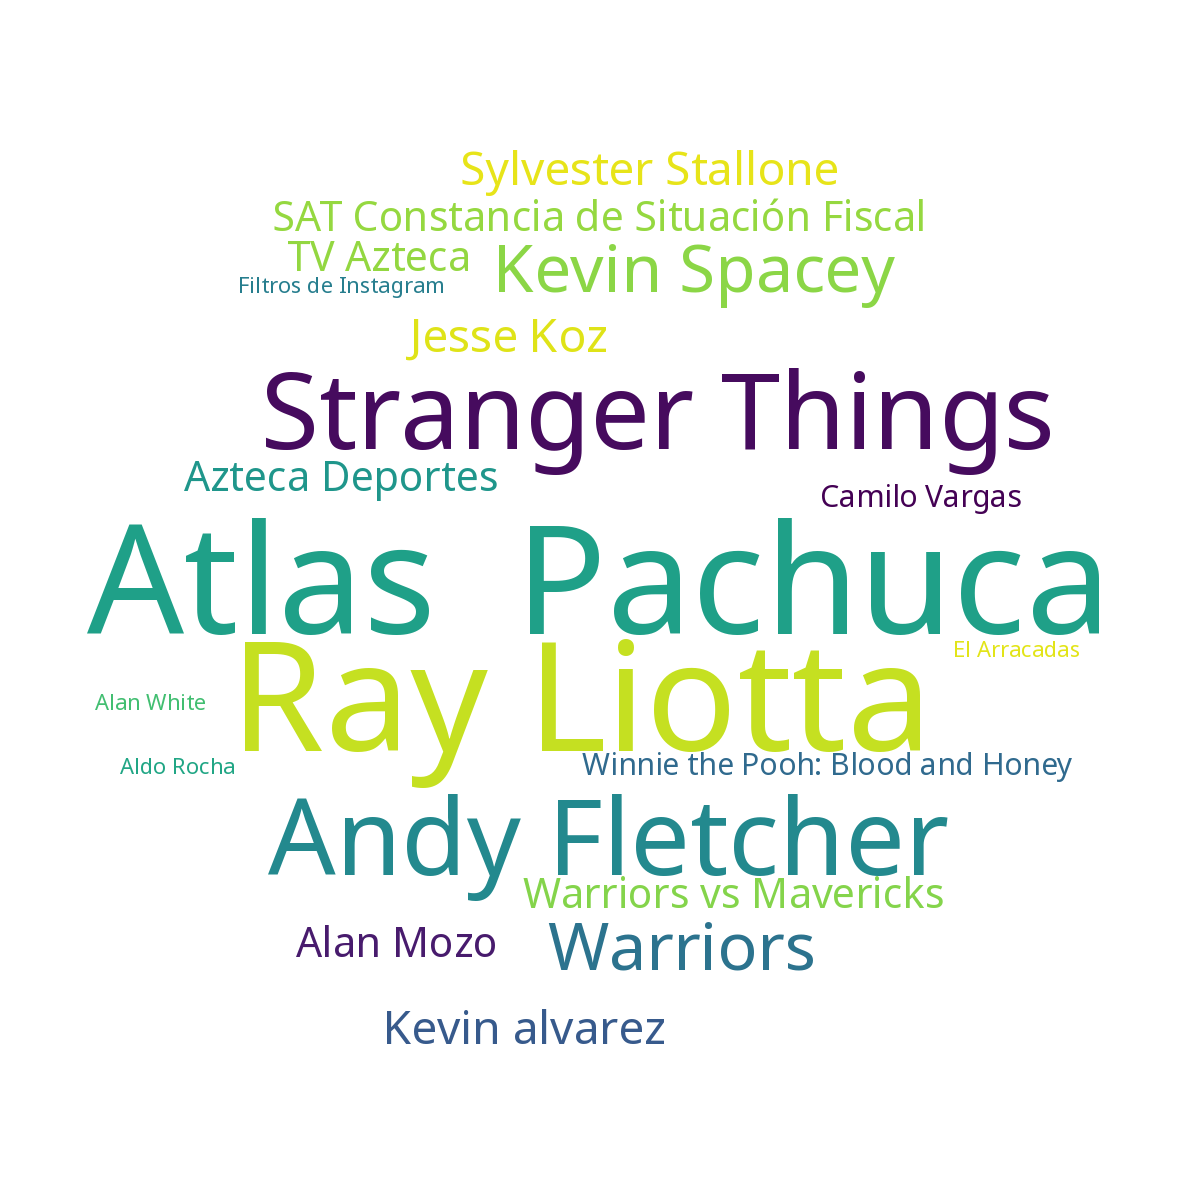 Sylvester Stallone
SAT Constancia de Situación Fiscal
TV Azteca
Kevin Spacey
Filtros de Instagram
Jesse Koz
Stranger Things
Azteca Deportes
Camilo Vargas
Atlas Pachuca
Ray Liotta
El Arracadas
Alan White
Aldo Rocha
Winnie the Pooh: Blood and Honey
Andy Fletcher
Warriors vs Mavericks
Alan Mozo
Warriors
Kevin alvarez